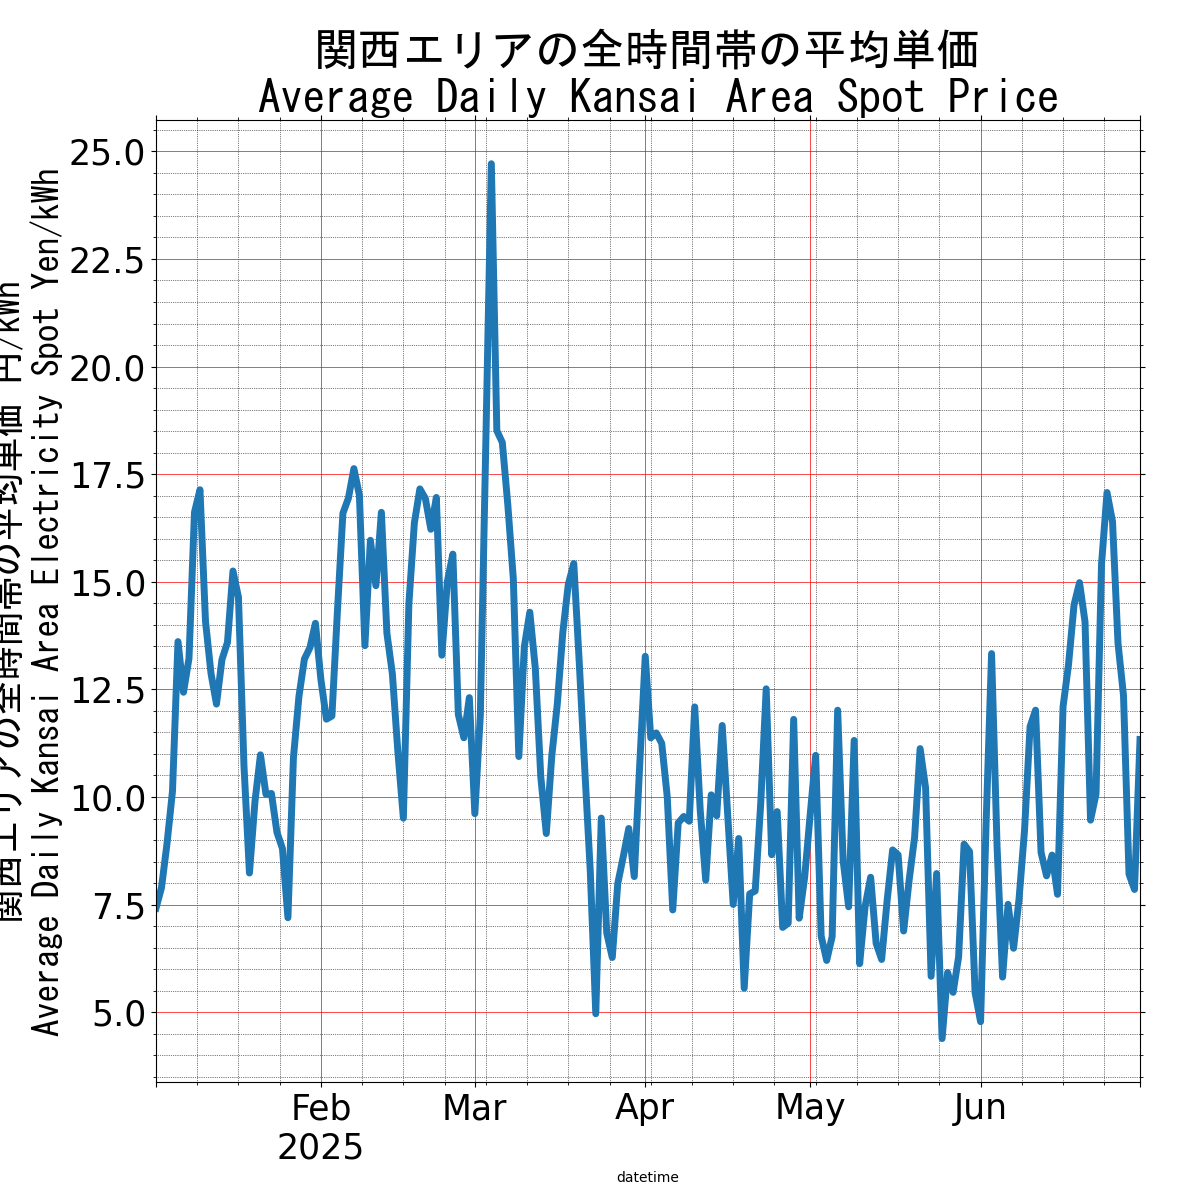 関西エリアの全時間帯の平均単価
Average Daily Kansai Area Spot Price
関西エリアの全時間帯の平均単価 円/kWh
Average Daily Kansai Area Electricity Spot Yen/kWh
25.0
22.5
20.0
17.5
15.0
12.5
10.0
7.5
5.0
Feb
2025
Mar
Apr
May
Jun
datetime